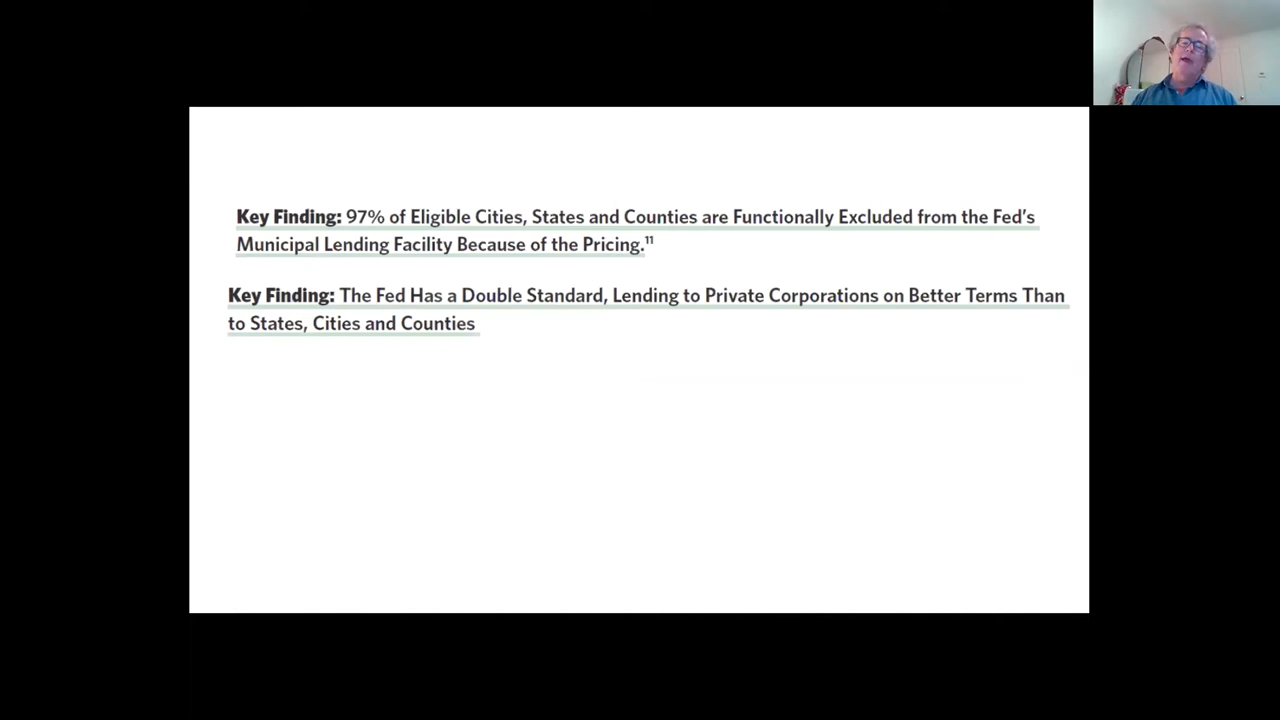 Key Finding: 97% of Eligible Cities, States and Counties are Functionally Excluded from the Fed’s
Municipal Lending Facility Because of the Pricing.¹¹
Key Finding: The Fed Has a Double Standard, Lending to Private Corporations on Better Terms Than
to States, Cities and Counties